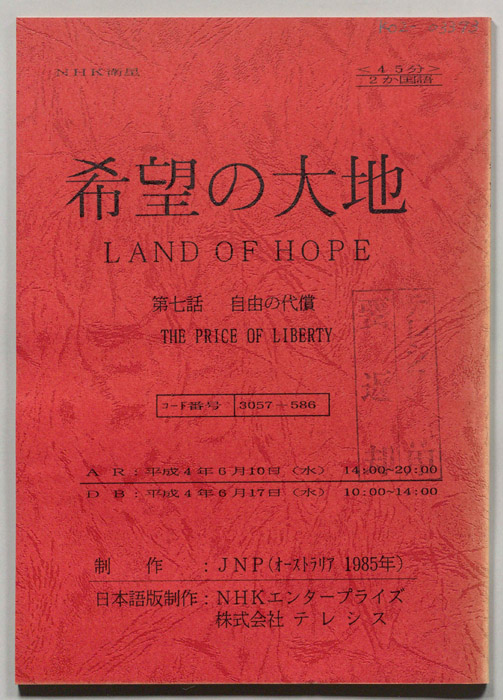 NHK衛星
<45分>
2か国語
希望の大地
LAND OF HOPE
第七話 自由の代償
THE PRICE OF LIBERTY
コード番号 3057-586
AR:平成4年6月10日(水) 14:00~20:00
DB:平成4年6月17日(水) 10:00~14:00
制 作 :JNP(オーストラリア 1985年)
日本語版制作:NHKエンタープライズ
株式会社 テレシス